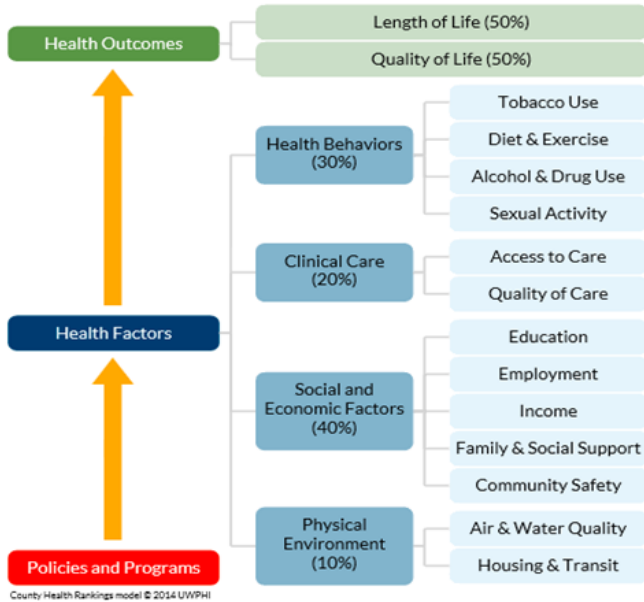 Health Outcomes
Length of Life (50%)
Quality of Life (50%)
Health Behaviors
(30%)
Tobacco Use
Diet & Exercise
Alcohol & Drug Use
Sexual Activity
Clinical Care
(20%)
Access to Care
Quality of Care
Health Factors
Social and
Economic Factors
(40%)
Education
Employment
Income
Family & Social Support
Community Safety
Physical
Environment
(10%)
Air & Water Quality
Housing & Transit
Policies and Programs
County Health Rankings model © 2014 UWPHI